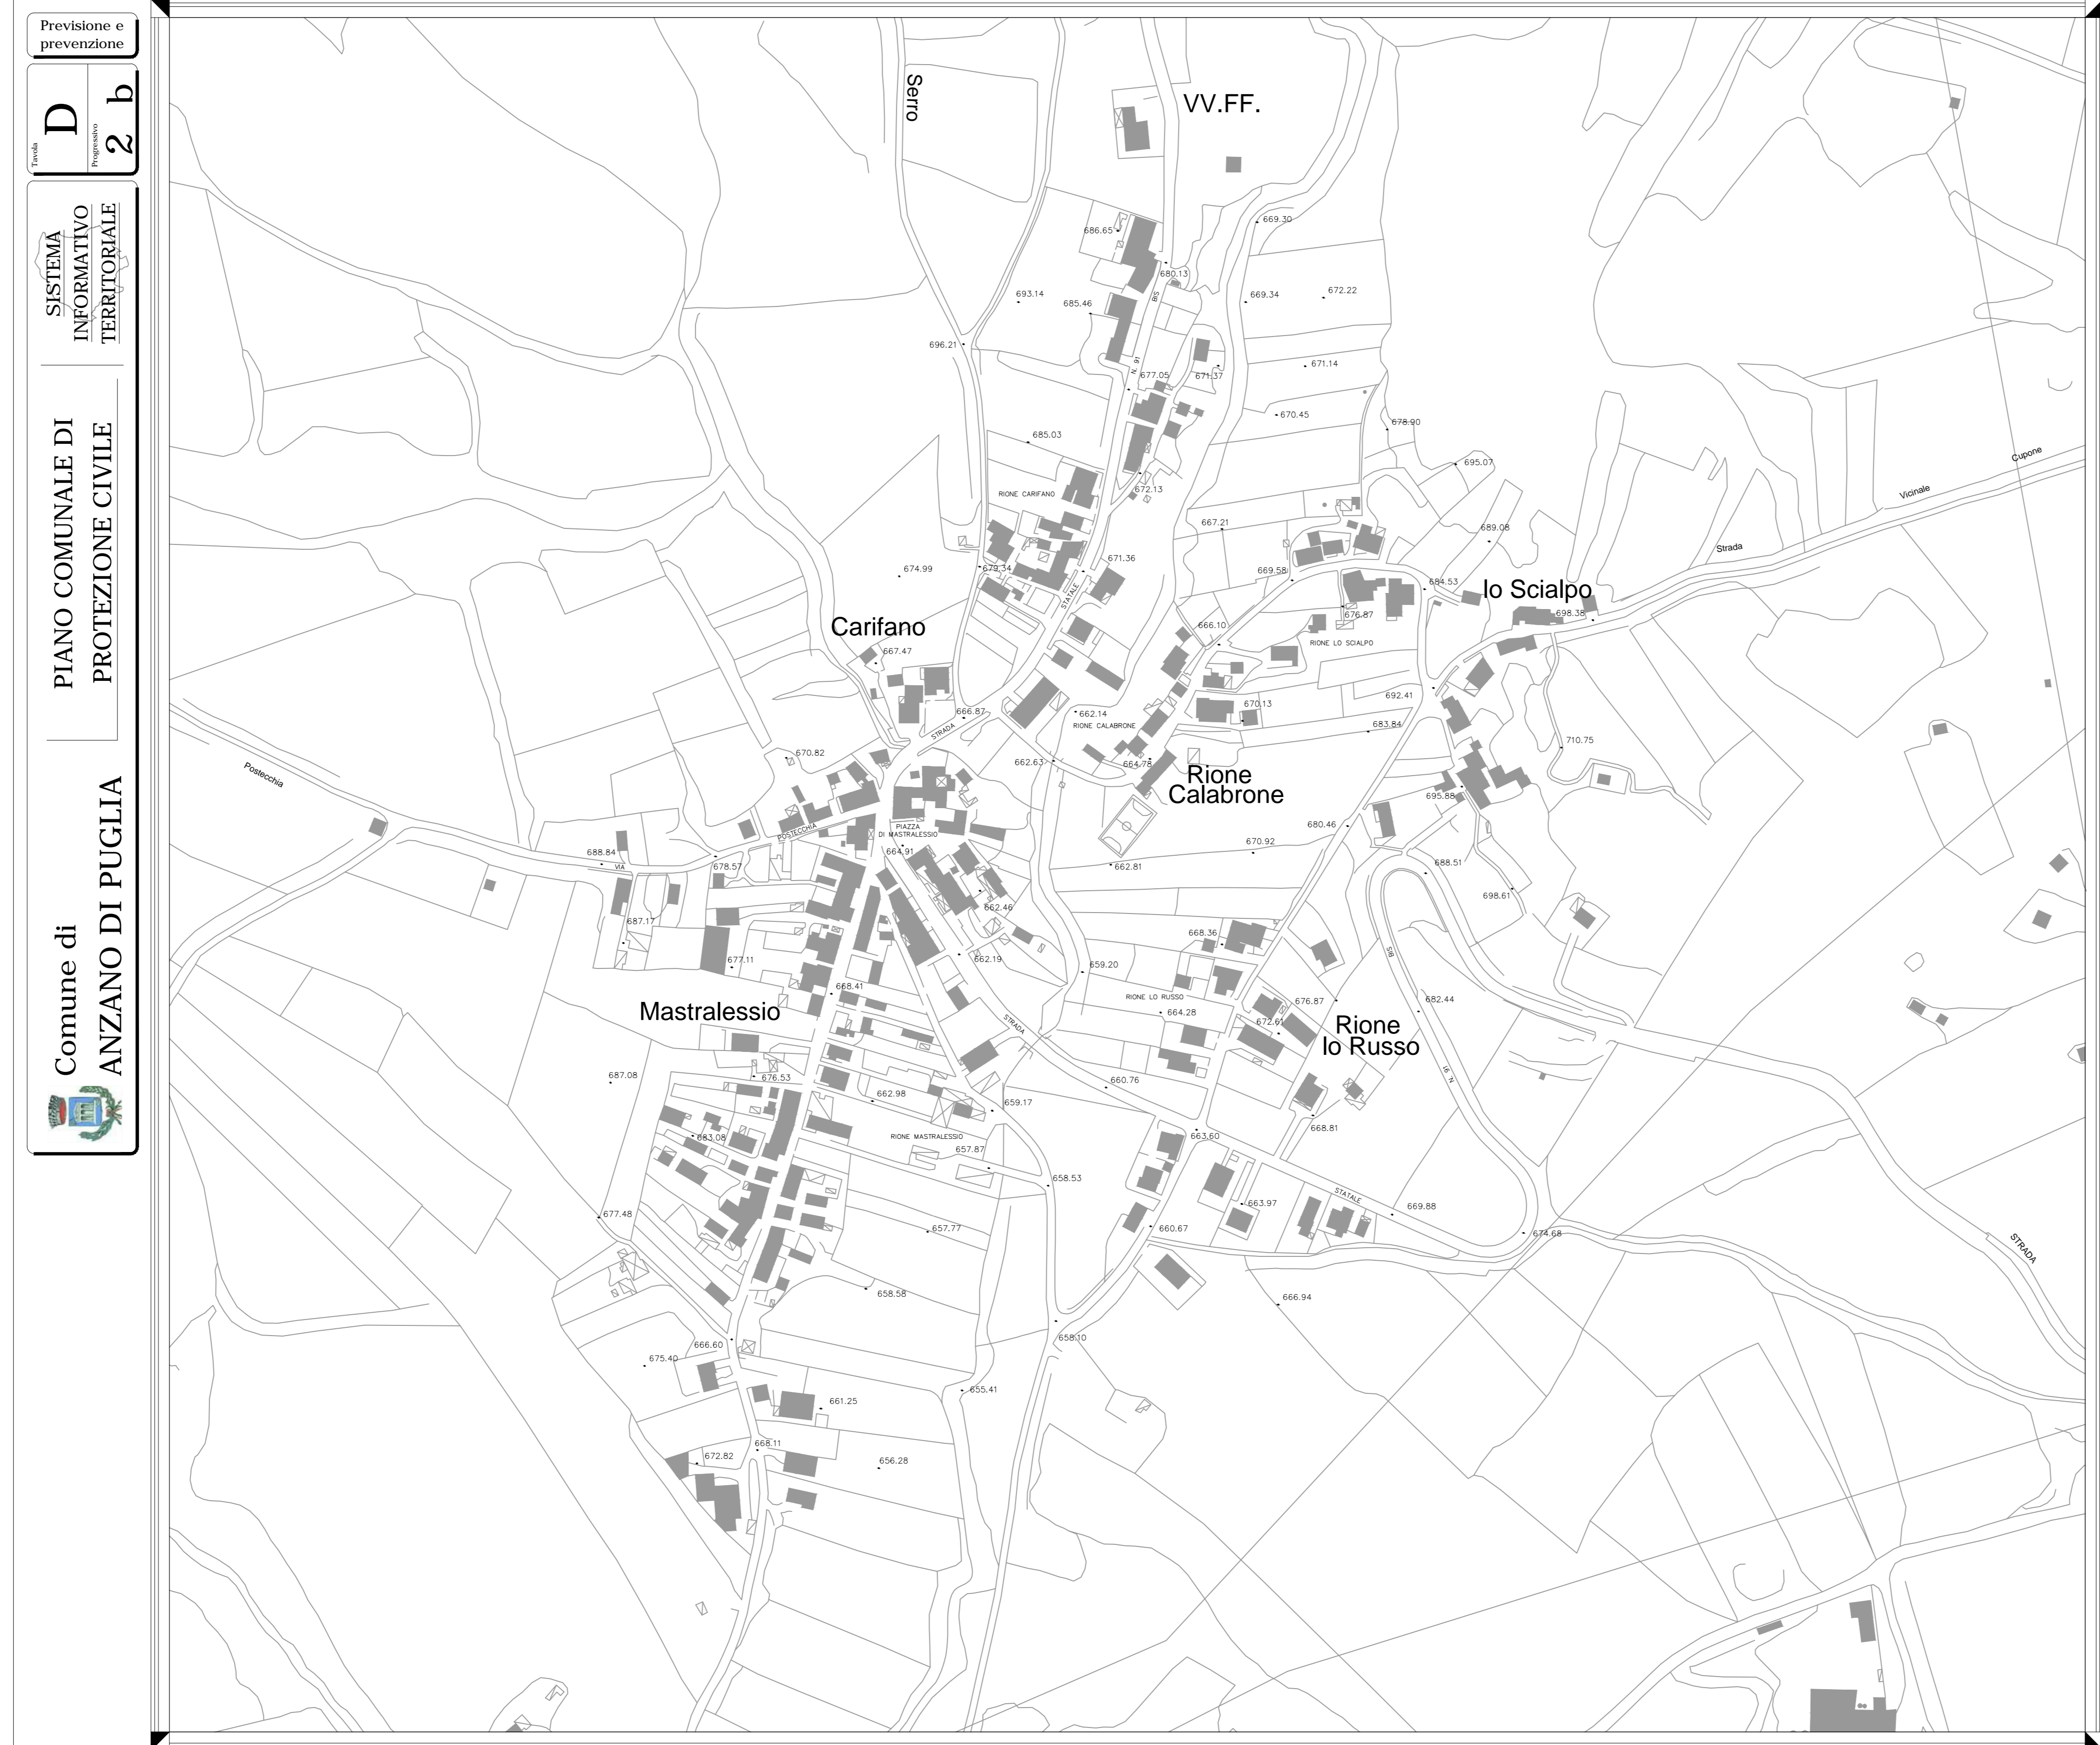 Previsione e
prevenzione
Tavola
D
Progressivo
2 b
SISTEMA
INFORMATIVO
TERRITORIALE
PIANO COMUNALE DI
PROTEZIONE CIVILE
Comune di
ANZANO DI PUGLIA
Serro
VV.FF.
669.30
686.65
680.13
BIS
693.14
685.46
669.34
672.22
696.21
N. 91
677.05
671.37
671.14
670.45
678.90
685.03
695.07
Cupone
Vicinale
Strada
RIONE CARIFANO
672.13
667.21
689.08
671.36
674.99
679.34
669.58
684.53
lo Scialpo
STATALE
676.87
698.38
Carifano
666.10
RIONE LO SCIALPO
667.47
692.41
670.13
666.87
662.14
RIONE CALABRONE
683.84
STRADA
710.75
670.82
662.63
664.78
Rione
Calabrone
Postecchia
695.88
POSTECCHIA
PIAZZA
DI MASTRALESSIO
680.46
670.92
688.84
VIA
678.57
664.91
662.81
688.51
698.61
662.46
687.17
668.36
BIS
677.11
662.19
659.20
668.41
RIONE LO RUSSO
676.87
682.44
Mastralessio
664.28
STRADA
672.61
Rione
lo Russo
687.08
676.53
660.76
N. 91
662.98
659.17
683.08
RIONE MASTRALESSIO
663.60
668.81
657.87
658.53
STATALE
663.97
669.88
677.48
657.77
660.67
674.68
STRADA
658.58
666.94
658.10
666.60
675.40
655.41
661.25
668.11
672.82
656.28